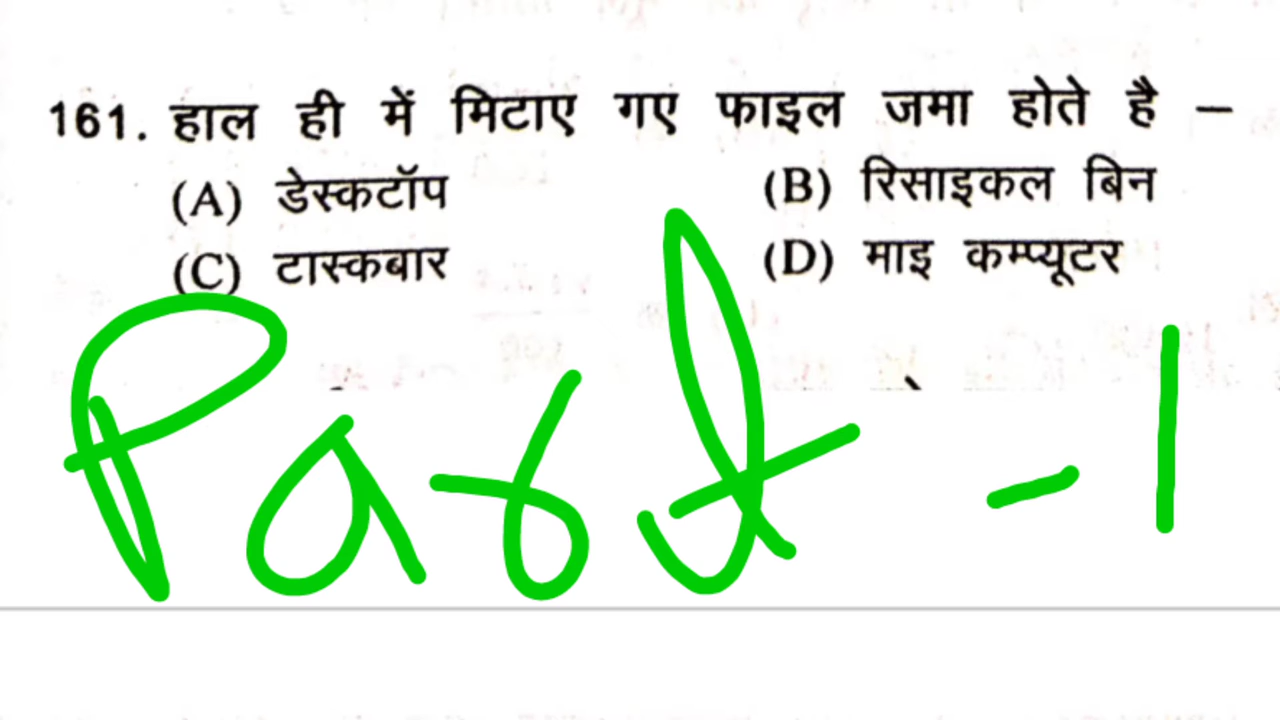 161. हाल ही में मिटाए गए फाइल जमा होते है –
(A) डेस्कटॉप (B) रिसाइकल बिन
(C) टास्कबार (D) माइ कम्प्यूटर
Part - 1